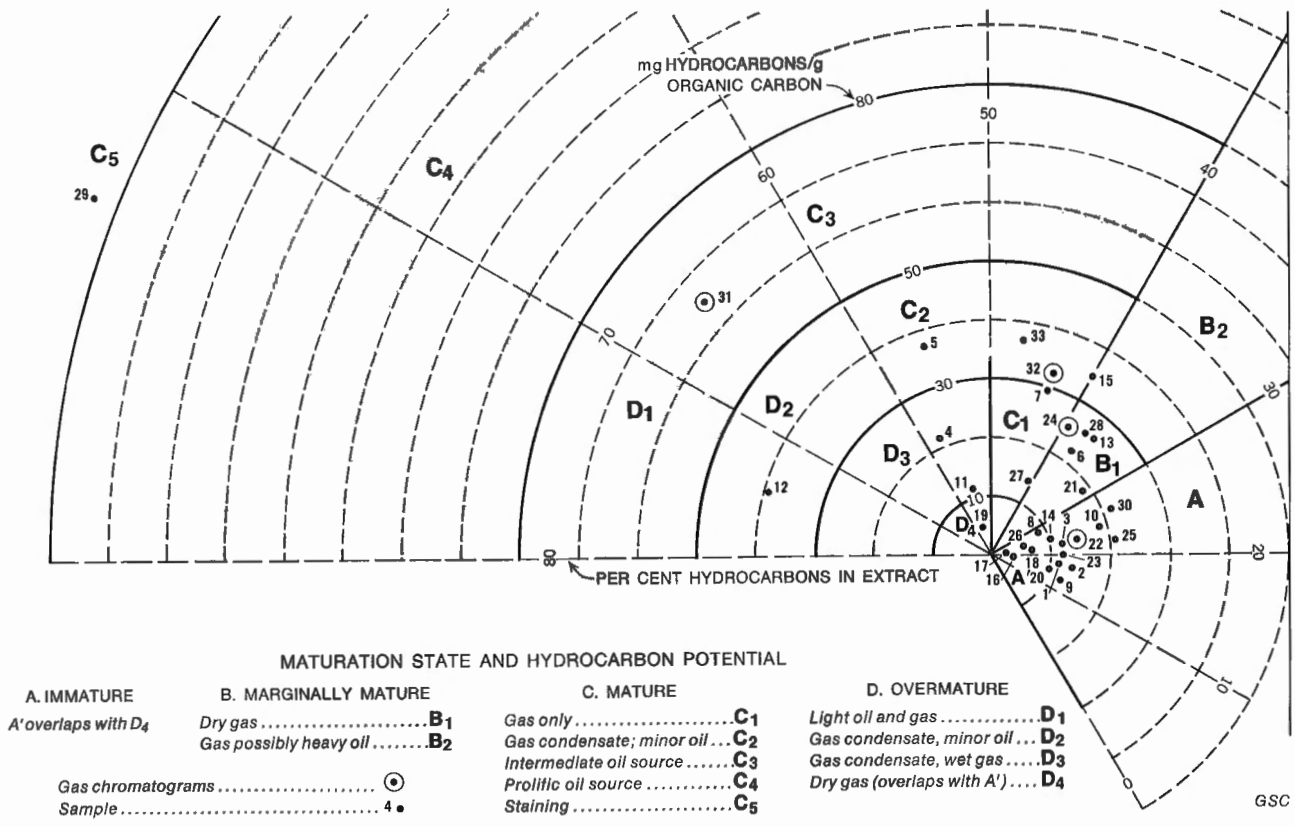 mg HYDROCARBONS/g
ORGANIC CARBON
80
50
40
60
C5
29
C4
C3
31
50
C2
B2
70
5
33
32
15
30
7
30
D1
D2
24
28
C1
13
4
6
D3
B1
27
21
A
11
10
30
12
19
14
3
10
D4
8
25
26
22
20
80
17
18
23
PER CENT HYDROCARBONS IN EXTRACT
16
A'
20
2
1
9
10
0
MATURATION STATE AND HYDROCARBON POTENTIAL
A. IMMATURE
A' overlaps with D4
B. MARGINALLY MATURE
Dry gas ........................ B1
Gas possibly heavy oil ........ B2
C. MATURE
Gas only ........................ C1
Gas condensate; minor oil ... C2
Intermediate oil source ...... C3
Prolific oil source ............. C4
Staining ........................ C5
D. OVERMATURE
Light oil and gas ............. D1
Gas condensate, minor oil ... D2
Gas condensate, wet gas .... D3
Dry gas (overlaps with A') .... D4
Gas chromatograms ........................
Sample ........................ 4
GSC